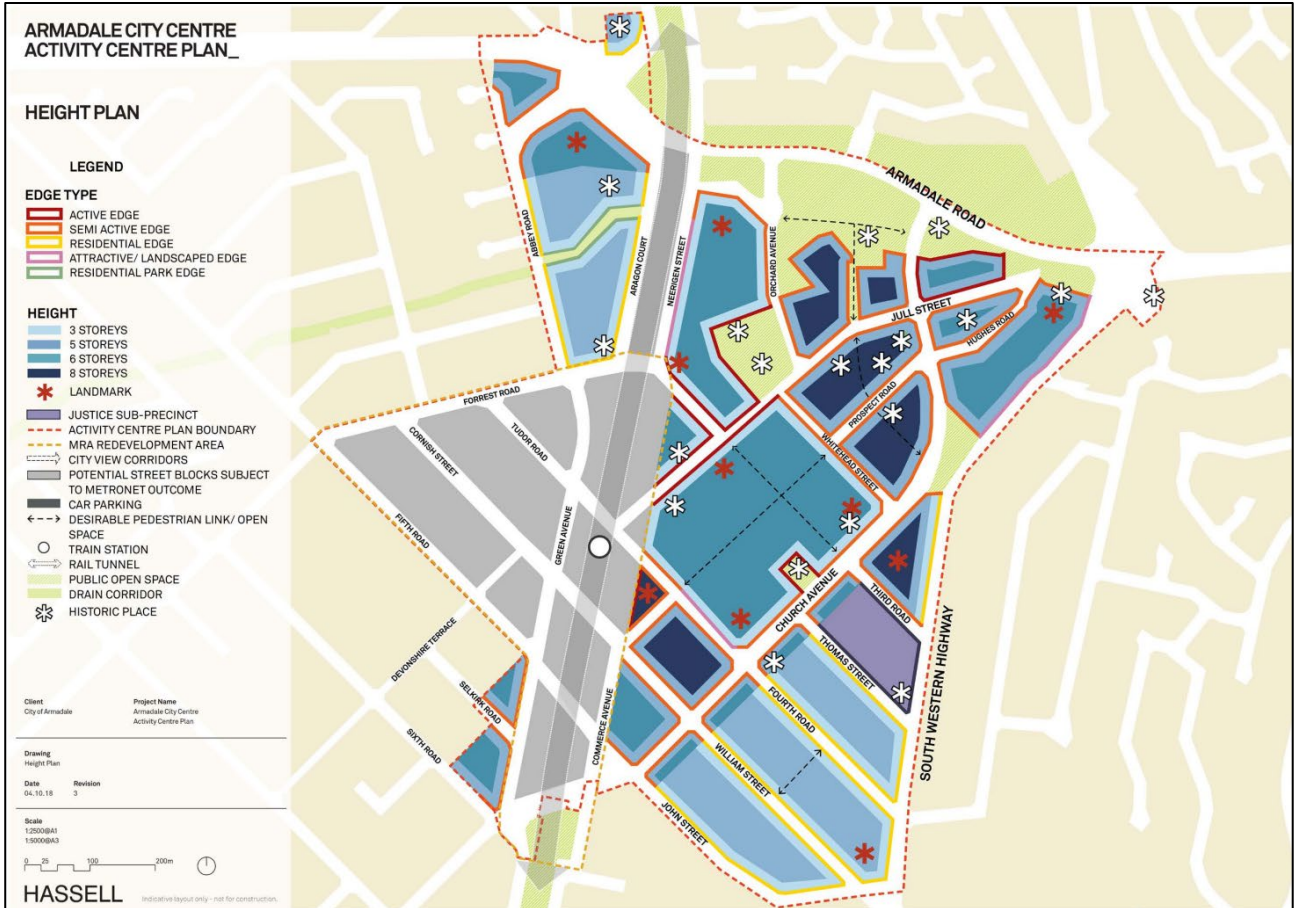 ARMADALE CITY CENTRE
ACTIVITY CENTRE PLAN_
HEIGHT PLAN
LEGEND
EDGE TYPE
ACTIVE EDGE
SEMI ACTIVE EDGE
RESIDENTIAL EDGE
ATTRACTIVE/ LANDSCAPED EDGE
RESIDENTIAL PARK EDGE
HEIGHT
3 STOREYS
5 STOREYS
6 STOREYS
8 STOREYS
LANDMARK
JUSTICE SUB-PRECINCT
ACTIVITY CENTRE PLAN BOUNDARY
MRA REDEVELOPMENT AREA
CITY VIEW CORRIDORS
POTENTIAL STREET BLOCKS SUBJECT
TO METRONET OUTCOME
CAR PARKING
DESIRABLE PEDESTRIAN LINK/ OPEN
SPACE
TRAIN STATION
RAIL TUNNEL
PUBLIC OPEN SPACE
DRAIN CORRIDOR
HISTORIC PLACE
Client
City of Armadale
Project Name
Armadale City Centre
Activity Centre Plan
Drawing
Height Plan
Date
04.10.18
Revision
3
Scale
1:2500@A1
1:5000@A3
0 25 100 200m
HASSELL
Indicative layout only - not for construction.
ARMADALE ROAD
ABBEY ROAD
ARAGON COURT
NEERIGEN STREET
ORCHARD AVENUE
JULL STREET
HUGHES ROAD
PROSPECT ROAD
WHITEHEAD STREET
FORREST ROAD
CORNISH STREET
TUDOR ROAD
FIFTH ROAD
GREEN AVENUE
CHURCH AVENUE
THIRD ROAD
THOMAS STREET
SOUTH WESTERN HIGHWAY
DEVONSHIRE TERRACE
SELKIRK ROAD
SIXTH ROAD
COMMERCE AVENUE
FOURTH ROAD
WILLIAM STREET
JOHN STREET